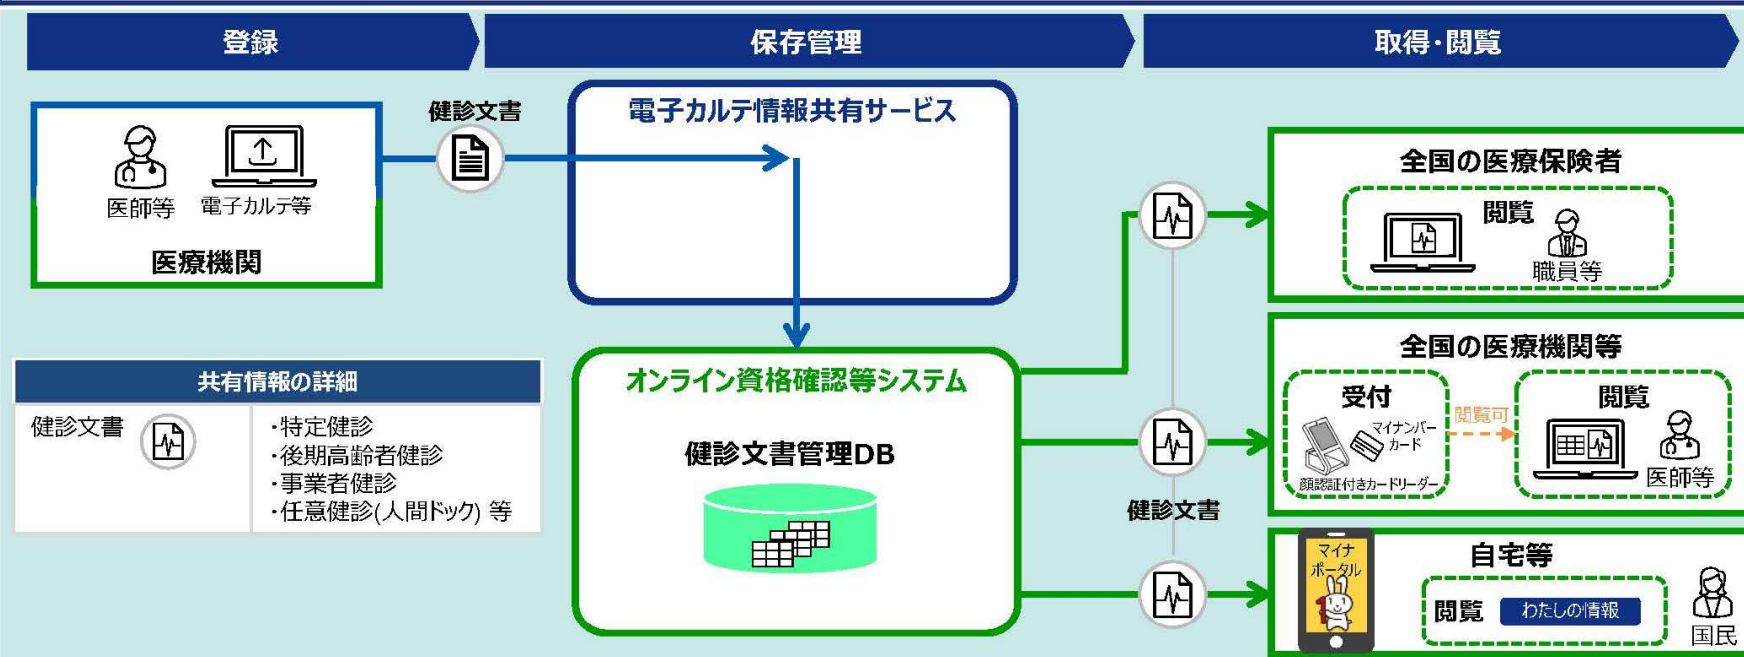 登録
保存管理
取得・閲覧
医師等
電子カルテ等
医療機関
健診文書
電子カルテ情報共有サービス
共有情報の詳細
健診文書
・特定健診
・後期高齢者健診
・事業者健診
・任意健診(人間ドック) 等
オンライン資格確認等システム
健診文書管理DB
健診文書
全国の医療保険者
閲覧
職員等
全国の医療機関等
受付
マイナンバー
カード
顔認証付きカードリーダー
閲覧可
閲覧
医師等
マイナ
ポータル
1
自宅等
閲覧
わたしの情報
国民